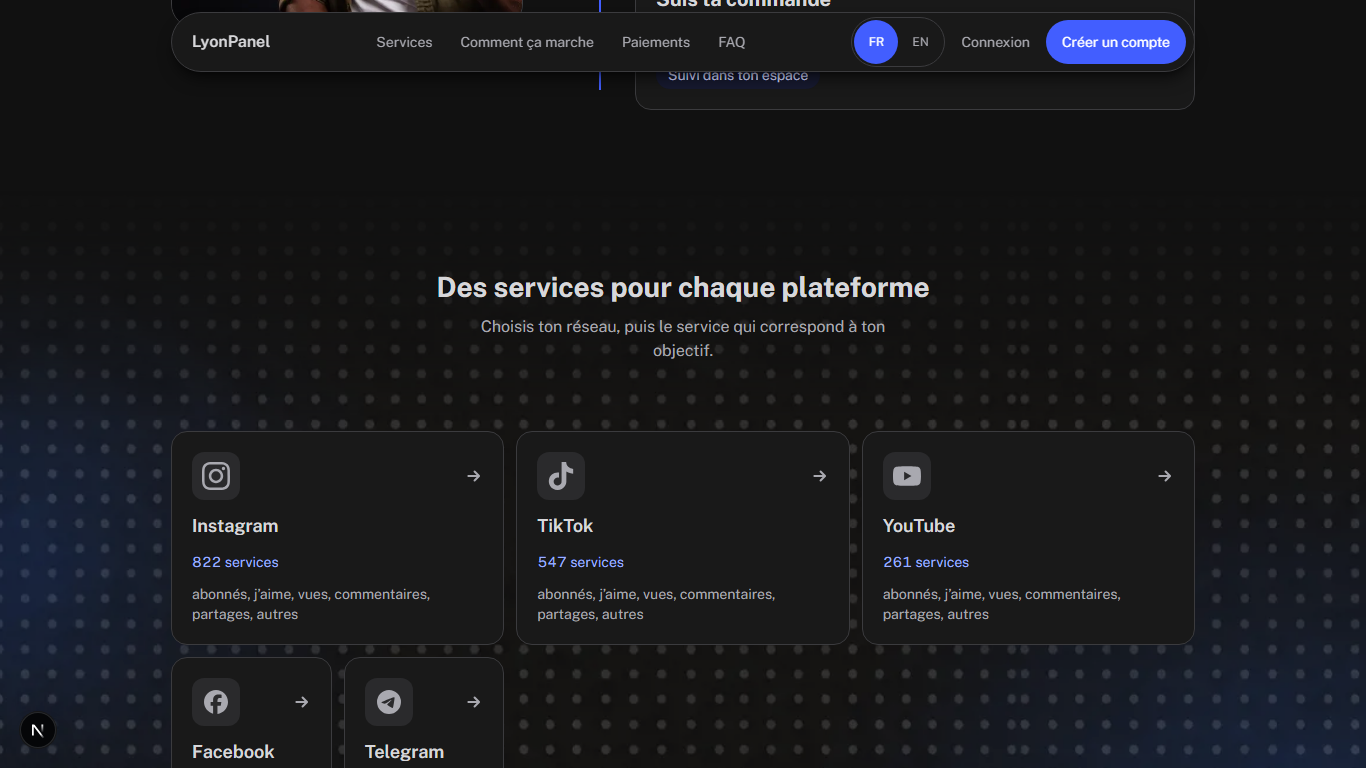 Suis ta commande
LyonPanel
Services
Comment ça marche
Paiements
FAQ
FR
EN
Connexion
Créer un compte
Suivi dans ton espace
Des services pour chaque plateforme
Choisis ton réseau, puis le service qui correspond à ton
objectif.
Instagram
822 services
abonnés, j’aime, vues, commentaires,
partages, autres
TikTok
547 services
abonnés, j’aime, vues, commentaires,
partages, autres
YouTube
261 services
abonnés, j’aime, vues, commentaires,
partages, autres
Facebook
Telegram
N